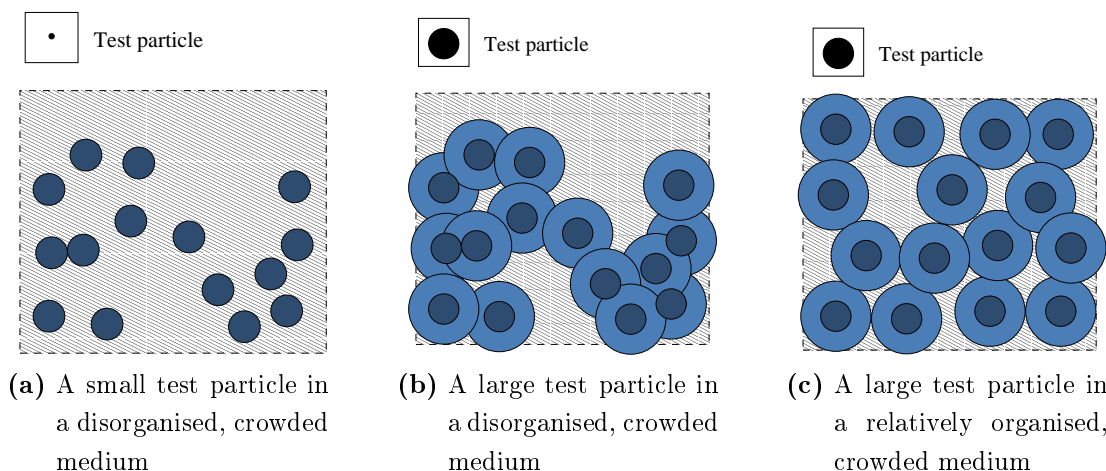 Test particle
Test particle
Test particle
(a) A small test particle in
a disorganised, crowded
medium
(b) A large test particle in
a disorganised, crowded
medium
(c) A large test particle in
a relatively organised,
crowded medium